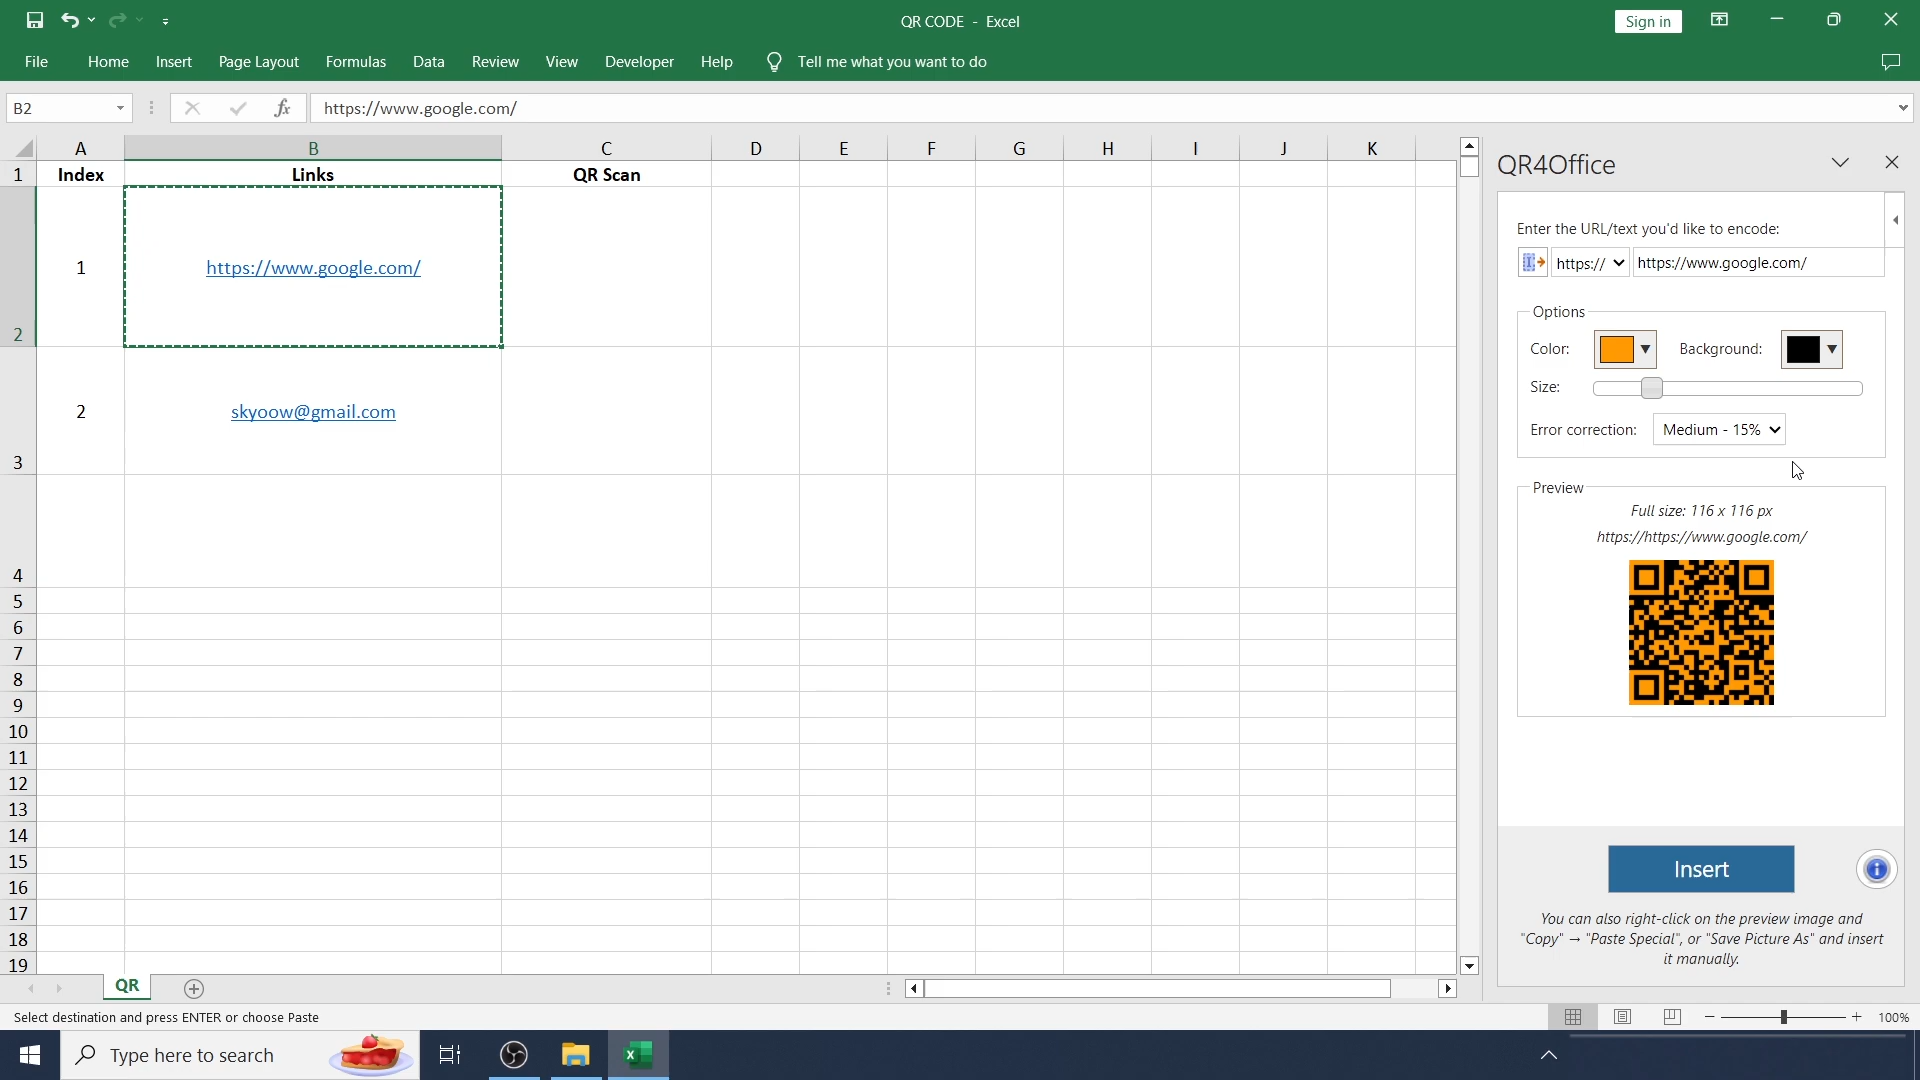 QR CODE - Excel
Sign in
File Home Insert Page Layout Formulas Data Review View Developer Help Tell me what you want to do
B2 fx https://www.google.com/
A B C D E F G H I J K
1 Index Links QR Scan
2 1 https://www.google.com/
3 2 skyoow@gmail.com
4
5
6
7
8
9
10
11
12
13
14
15
16
17
18
19
QR4Office
Enter the URL/text you'd like to encode:
https:// https://www.google.com/
Options
Color: Background:
Size:
Error correction: Medium - 15%
Preview
Full size: 116 x 116 px
https://https://www.google.com/
Insert
You can also right-click on the preview image and
"Copy" → "Paste Special", or "Save Picture As" and insert
it manually.
QR
Select destination and press ENTER or choose Paste
100%
Type here to search